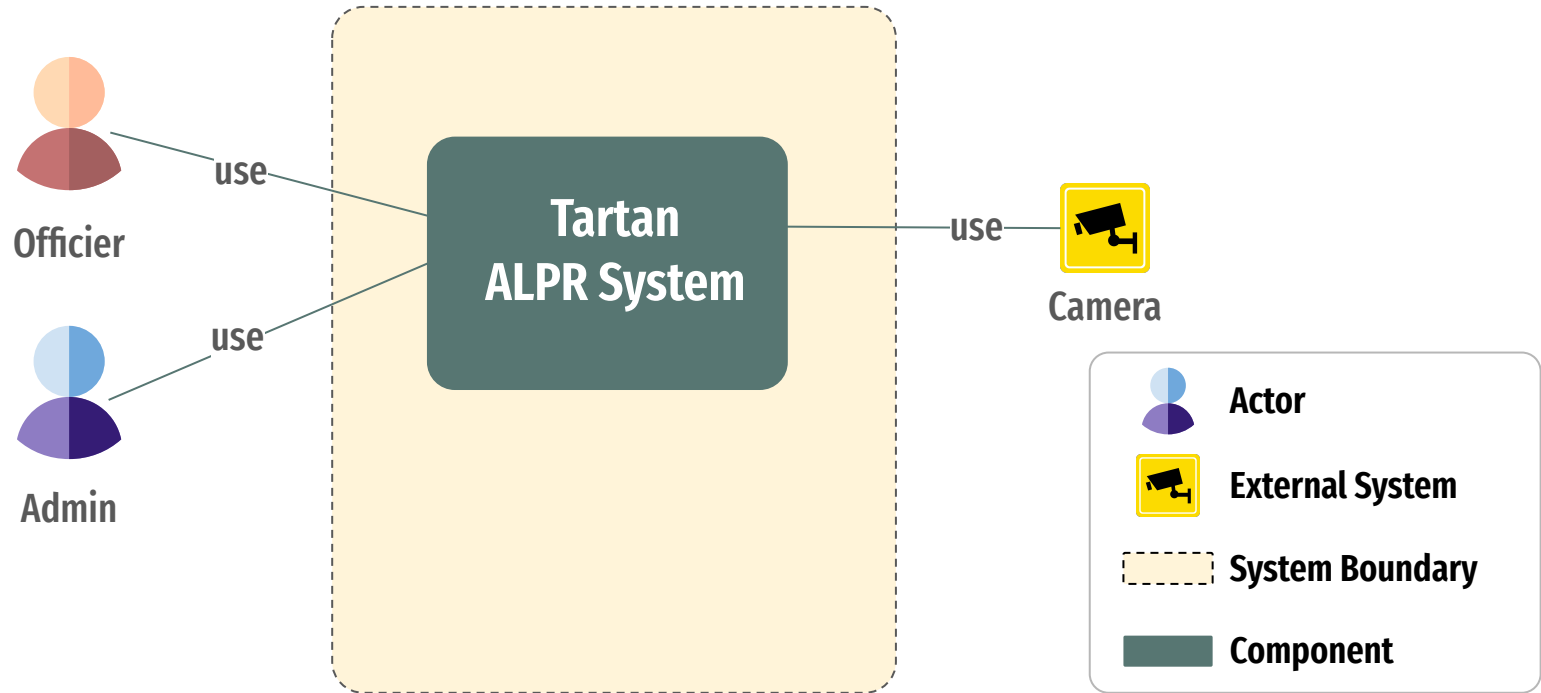 Officier
use
Admin
use
Tartan
ALPR System
use
Camera
Actor
External System
System Boundary
Component